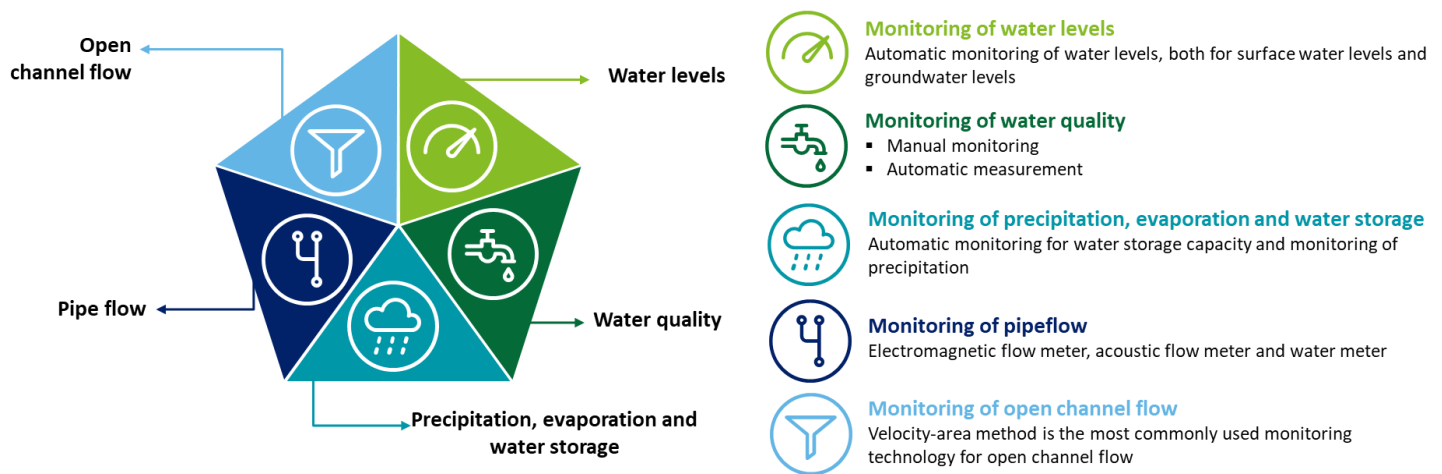 Open
channel flow
Water levels
Pipe flow
Water quality
Precipitation, evaporation and
water storage
Monitoring of water levels
Automatic monitoring of water levels, both for surface water levels and
groundwater levels
Monitoring of water quality
▪ Manual monitoring
▪ Automatic measurement
Monitoring of precipitation, evaporation and water storage
Automatic monitoring for water storage capacity and monitoring of
precipitation
Monitoring of pipeflow
Electromagnetic flow meter, acoustic flow meter and water meter
Monitoring of open channel flow
Velocity-area method is the most commonly used monitoring
technology for open channel flow